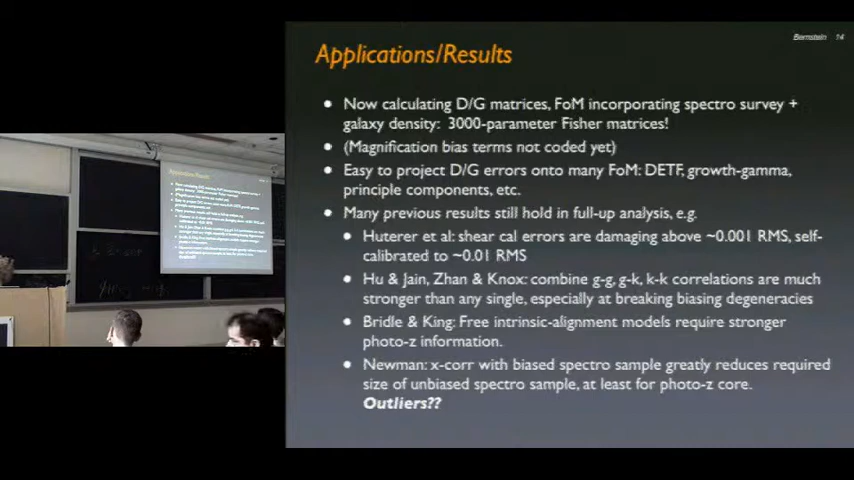 Bernstein 14
Applications/Results
• Now calculating D/G matrices, FoM incorporating spectro survey +
galaxy density: 3000-parameter Fisher matrices!
• (Magnification bias terms not coded yet)
• Easy to project D/G errors onto many FoM: DETF, growth-gamma,
principle components, etc.
• Many previous results still hold in full-up analysis, e.g.
• Huterer et al: shear cal errors are damaging above ~0.001 RMS, self-
calibrated to ~0.01 RMS
• Hu & Jain, Zhan & Knox: combine g-g, g-k, k-k correlations are much
stronger than any single, especially at breaking biasing degeneracies
• Bridle & King: Free intrinsic-alignment models require stronger
photo-z information.
• Newman: x-corr with biased spectro sample greatly reduces required
size of unbiased spectro sample, at least for photo-z core.
Outliers??